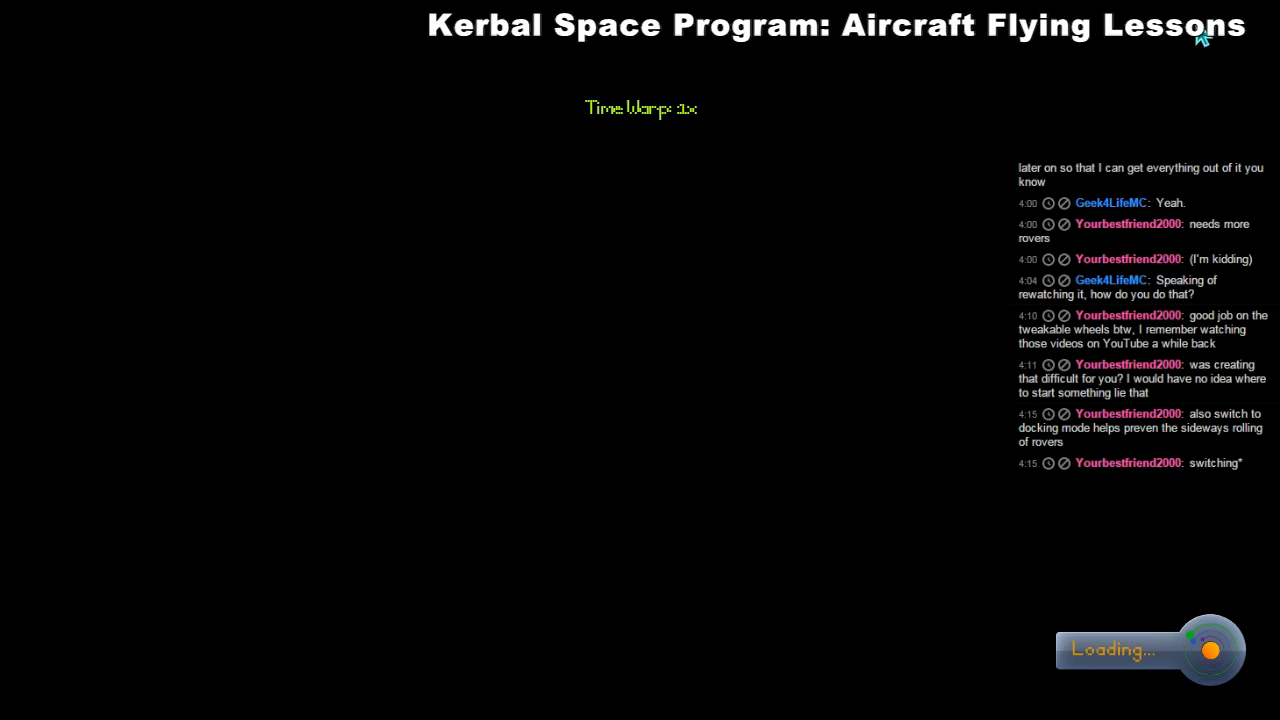 Kerbal Space Program: Aircraft Flying Lessons
Time Warp: 1x
later on so that I can get everything out of it you
know
4:00 Geek4LifeMC: Yeah.
4:00 Yourbestfriend2000: needs more
rovers
4:00 Yourbestfriend2000: (I'm kidding)
4:04 Geek4LifeMC: Speaking of
rewatching it, how do you do that?
4:10 Yourbestfriend2000: good job on the
tweakable wheels btw, I remember watching
those videos on YouTube a while back
4:11 Yourbestfriend2000: was creating
that difficult for you? I would have no idea where
to start something lie that
4:15 Yourbestfriend2000: also switch to
docking mode helps preven the sideways rolling
of rovers
4:15 Yourbestfriend2000: switching*
Loading...